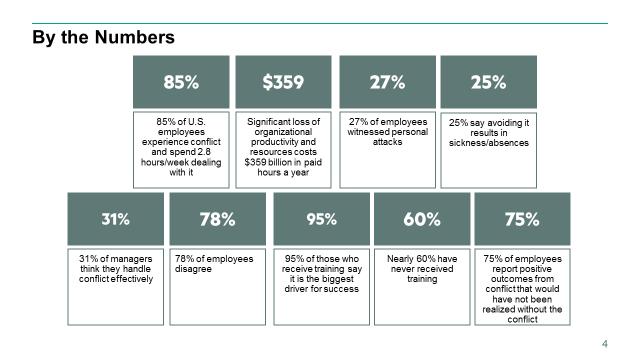 By the Numbers
85%
$359
27%
25%
85% of U.S.
employees
experience conflict
and spend 2.8
hours/week dealing
with it
Significant loss of
organizational
productivity and
resources costs
$359 billion in paid
hours a year
27% of employees
witnessed personal
attacks
25% say avoiding it
results in
sickness/absences
31%
78%
95%
60%
75%
31% of managers
think they handle
conflict effectively
78% of employees
disagree
95% of those who
receive training say
it is the biggest
driver for success
Nearly 60% have
never received
training
75% of employees
report positive
outcomes from
conflict that would
have not been
realized without the
conflict
4